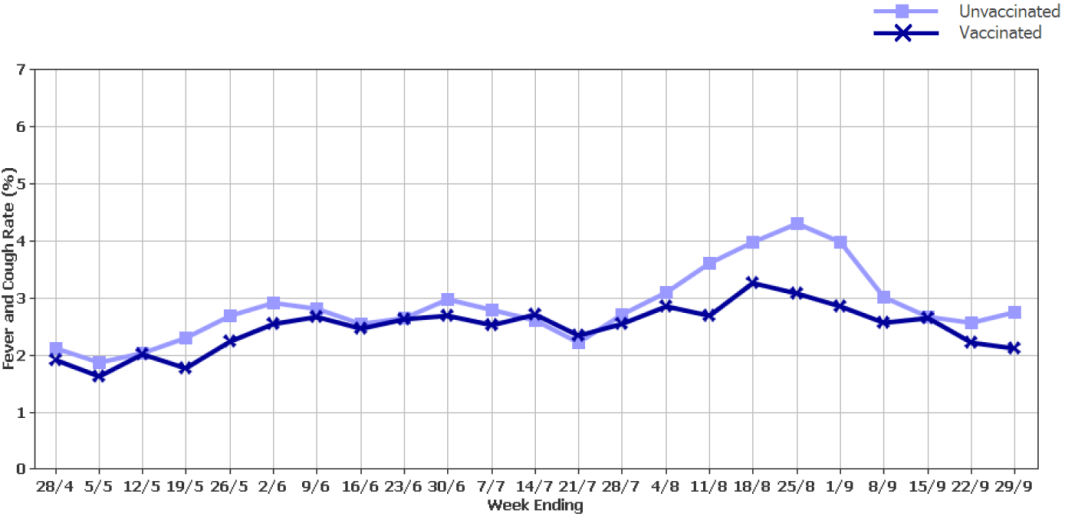 Unvaccinated
Vaccinated
7
6
5
4
3
2
1
0
Fever and Cough Rate (%)
28/4 5/5 12/5 19/5 26/5 2/6 9/6 16/6 23/6 30/6 7/7 14/7 21/7 28/7 4/8 11/8 18/8 25/8 1/9 8/9 15/9 22/9 29/9
Week Ending